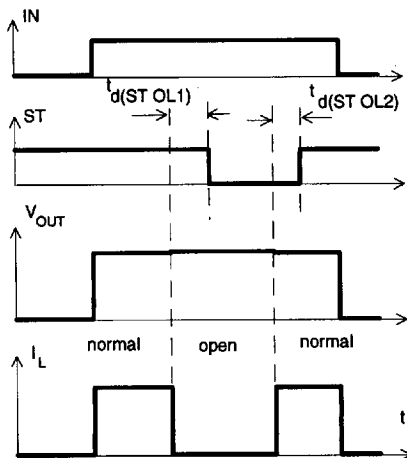 IN
td(ST OL1)
td(ST OL2)
ST
VOUT
normal open normal
IL
t